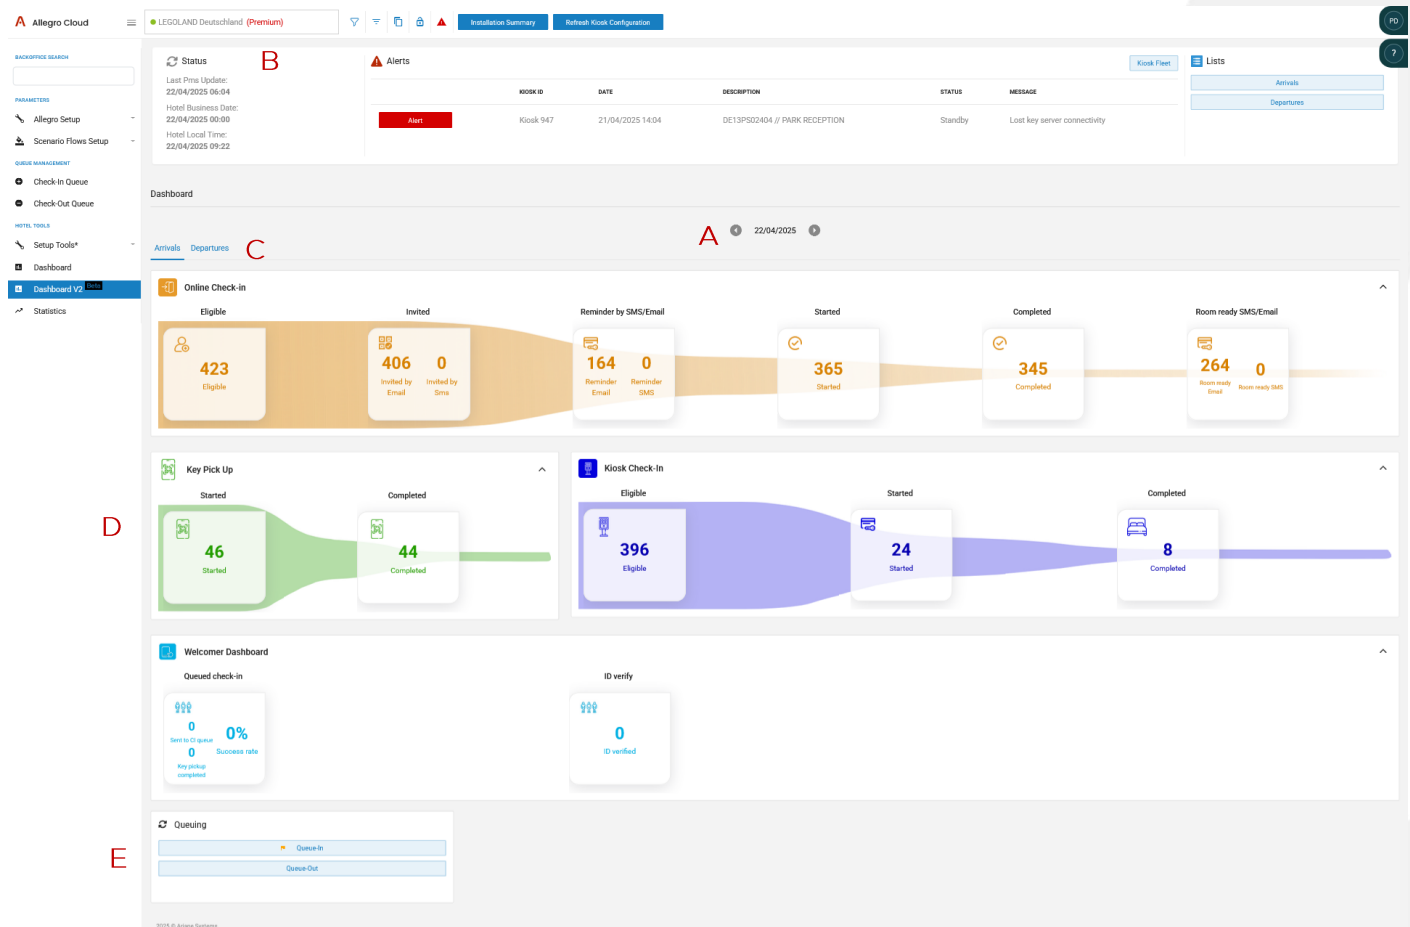 Allegro Cloud
LEGOLAND Deutschland (Premium)
Installation Summary
Refresh Kiosk Configuration
PD
?
BACKOFFICE SEARCH
PARAMETERS
Allegro Setup
Scenario Flows Setup
QUEUE MANAGEMENT
Check-In Queue
Check-Out Queue
HOTEL TOOLS
Setup Tools*
Dashboard
Dashboard V2 Beta
Statistics
Status
B
Last Pms Update:
22/04/2025 06:04
Hotel Business Date:
22/04/2025 00:00
Hotel Local Time:
22/04/2025 09:22
Alerts
Kiosk Fleet
KIOSK ID DATE DESCRIPTION STATUS MESSAGE
Alert Kiosk 947 21/04/2025 14:04 DE13PS02404 // PARK RECEPTION Standby Lost key server connectivity
Lists
Arrivals
Departures
Dashboard
A 22/04/2025
Arrivals Departures C
Online Check-in
Eligible Invited Reminder by SMS/Email Started Completed Room ready SMS/Email
423
Eligible
406 0
Invited by Email
Invited by Sms
164 0
Reminder Email
Reminder SMS
365
Started
345
Completed
264 0
Room ready Email
Room ready SMS
D
Key Pick Up
Started Completed
46
Started
44
Completed
Kiosk Check-In
Eligible Started Completed
396
Eligible
24
Started
8
Completed
Welcomer Dashboard
Queued check-in ID verify
0
Sent to CI queue
0
Key pickup
completed
0%
Success rate
0
ID verified
E
Queuing
Queue-In
Queue-Out
2025 © Ariane Systems